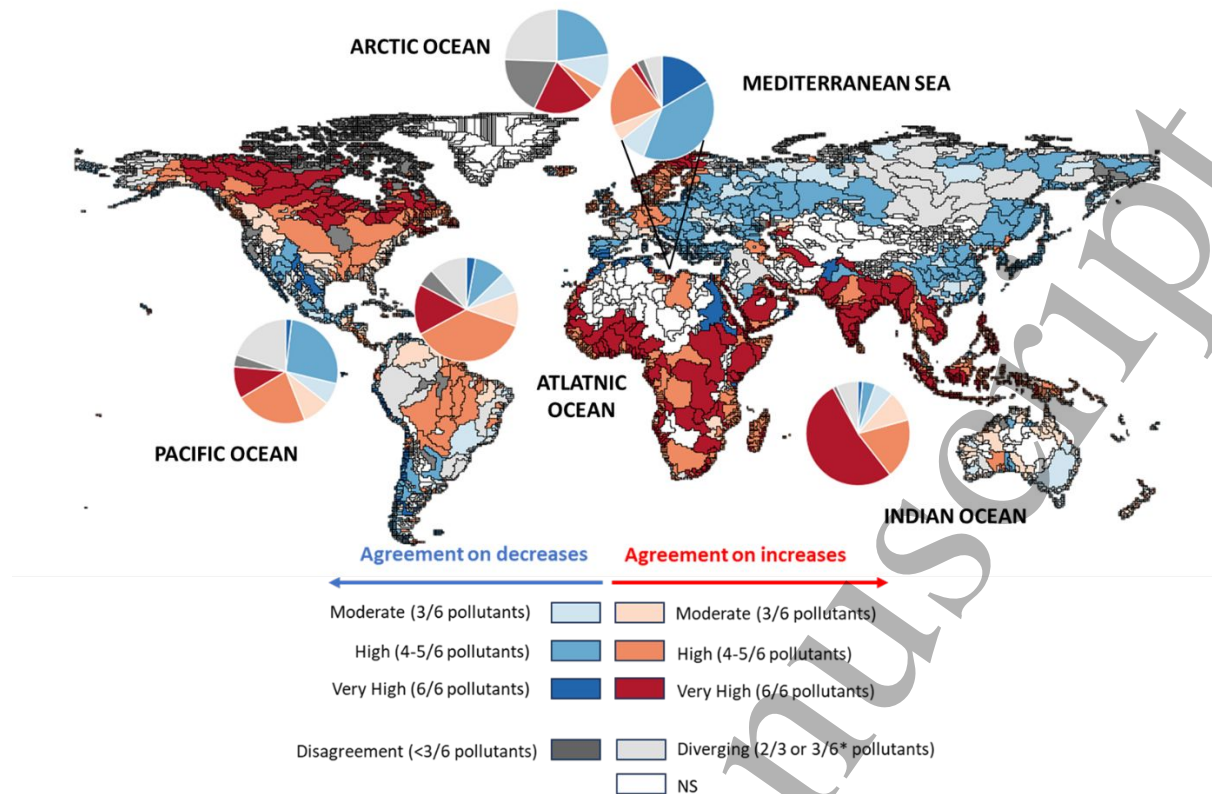 ARCTIC OCEAN
MEDITERRANEAN SEA
PACIFIC OCEAN
ATLATNIC
OCEAN
INDIAN OCEAN
Agreement on decreases
Agreement on increases
Moderate (3/6 pollutants)
Moderate (3/6 pollutants)
High (4-5/6 pollutants)
High (4-5/6 pollutants)
Very High (6/6 pollutants)
Very High (6/6 pollutants)
Disagreement (<3/6 pollutants)
Diverging (2/3 or 3/6* pollutants)
NS
nuscript